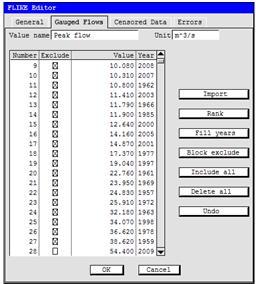 FLIKE Editor
General Gauged Flows Censored Data Errors
Value name Peak flow Unit m^3/s
Number Exclude Value Year
9 10.080 2008
10 10.310 2007
11 10.800 1962
12 11.410 2003
13 11.790 1966
14 11.900 1985
15 12.640 2000
16 14.160 2005
17 14.870 2001
18 17.370 1977
19 19.040 1997
20 22.760 1961
21 23.950 1969
22 24.830 1957
23 25.910 1972
24 32.180 1963
25 34.070 1998
26 36.620 1978
27 38.620 1959
28 54.400 2009
Import
Rank
Fill years
Block exclude
Include all
Delete all
Undo
OK Cancel